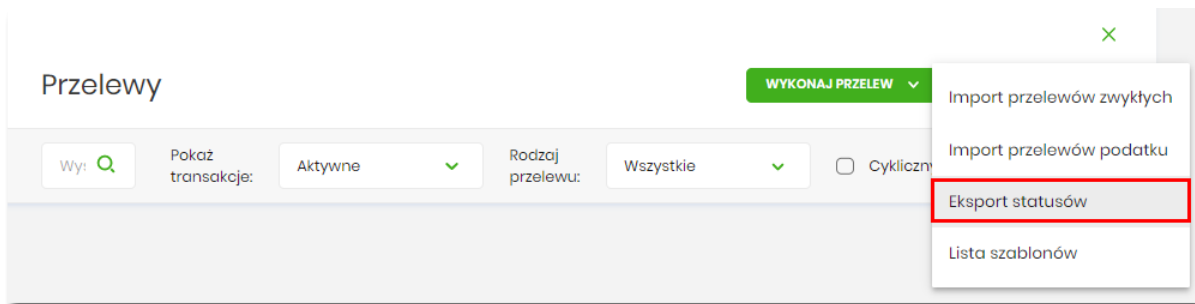 Przelewy
WYKONAJ PRZELEW
Import przelewów zwykłych
Import przelewów podatku
Eksport statusów
Lista szablonów
Pokaż
transakcje:
Aktywne
Rodzaj
przelewu:
Wszystkie